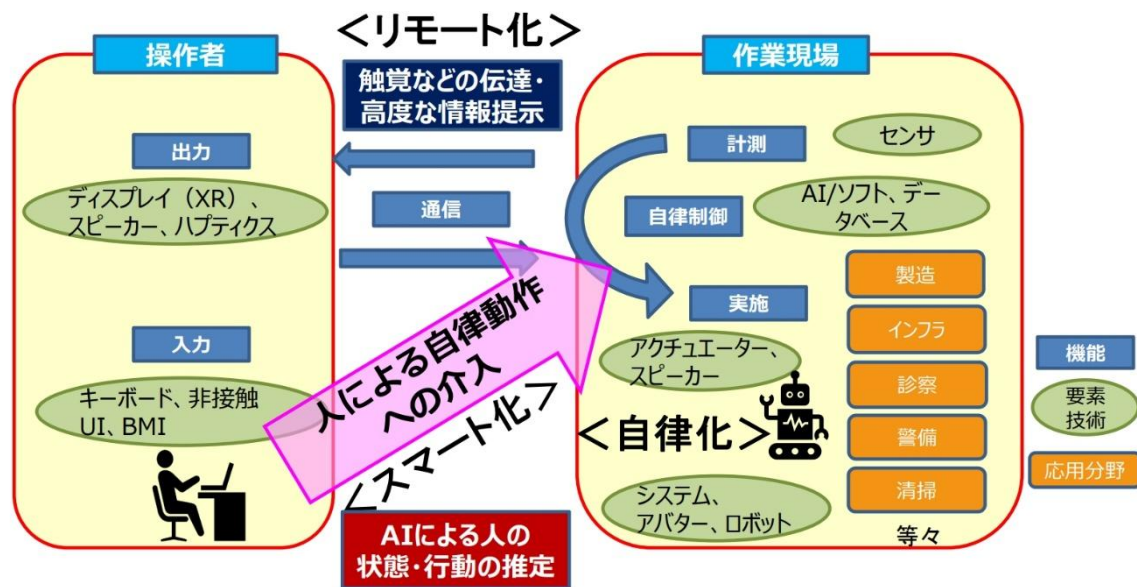 ＜リモート化＞
操作者
触覚などの伝達・
高度な情報提示
作業現場
出力
ディスプレイ（XR）、
スピーカー、ハプティクス
通信
計測
センサ
自律制御
AI/ソフト、デー
タベース
実施
アクチュエーター、
スピーカー
入力
キーボード、非接触
UI、BMI
人による自律動作
への介入
＜スマート化＞
AIによる人の
状態・行動の推定
＜自律化＞
システム、
アバター、ロボット
製造
インフラ
診察
警備
清掃
等々
機能
要素
技術
応用分野